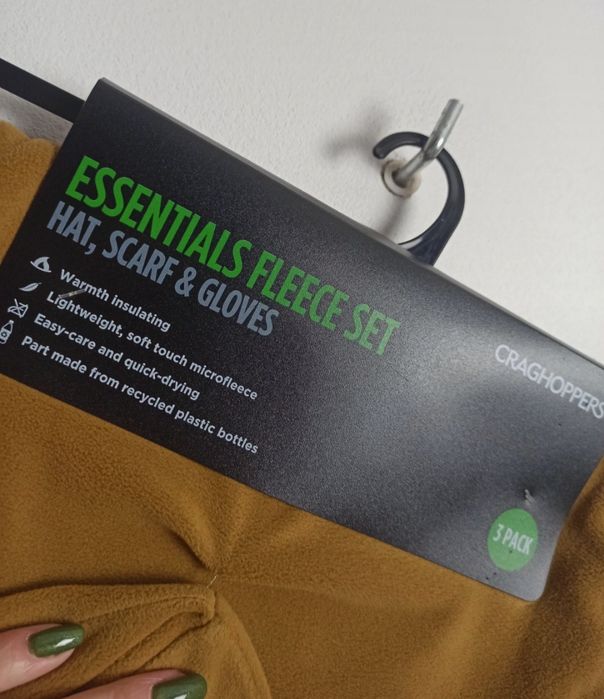 ESSENTIALS FLEECE SET
HAT, SCARF & GLOVES
Warmth insulating
Lightweight, soft touch microfleece
Easy-care and quick-drying
Part made from recycled plastic bottles
CRAGHOPPERS
3 PACK